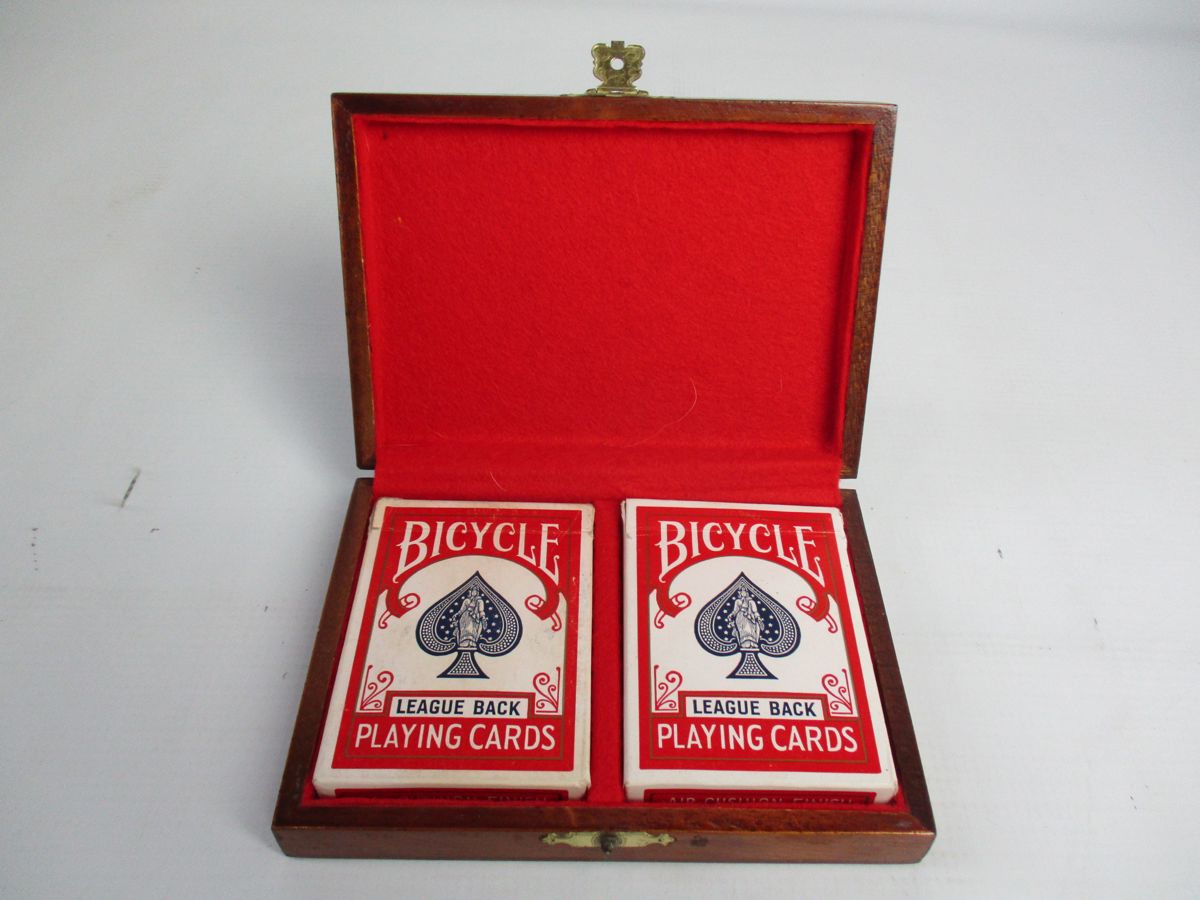 BICYCLE
LEAGUE BACK
PLAYING CARDS
BICYCLE
LEAGUE BACK
PLAYING CARDS
AIR CUSHION FINISH